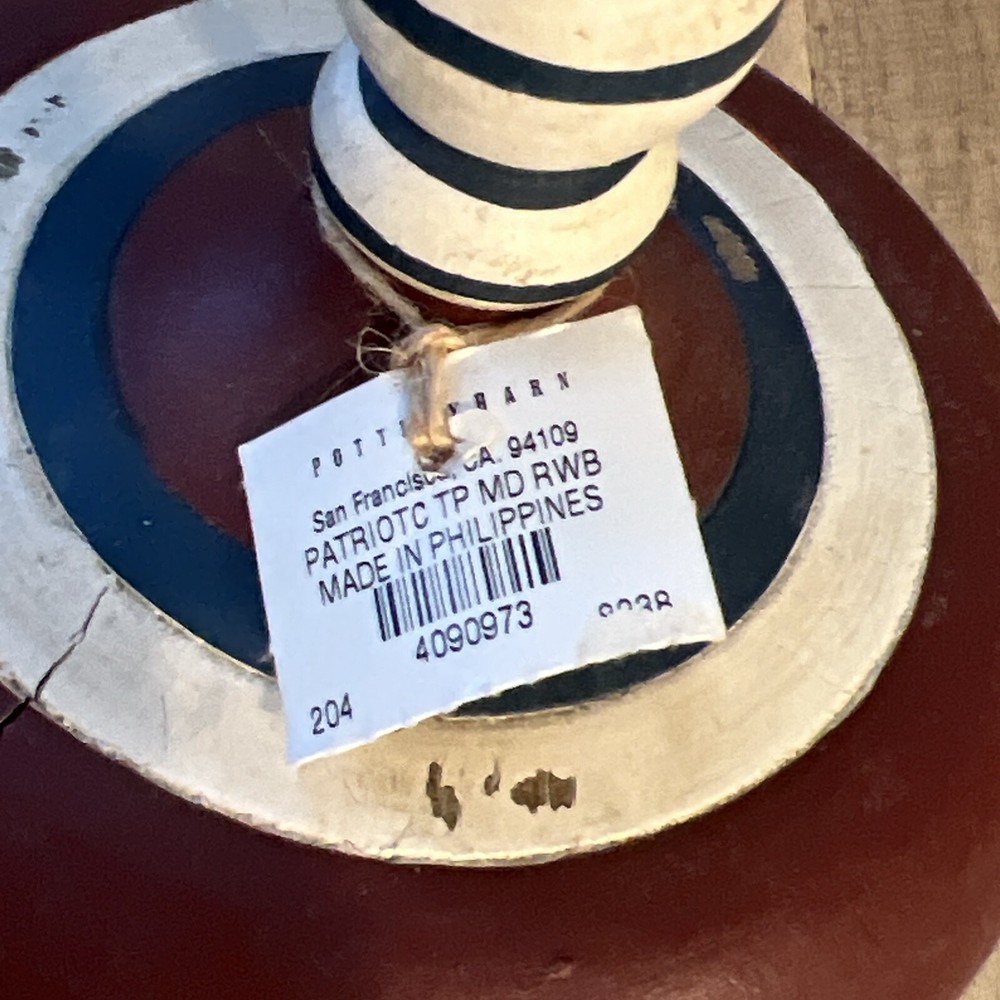 POTTERY BARN
San Francisco, CA. 94109
PATRIOTC TP MD RWB
MADE IN PHILIPPINES
4090973
204